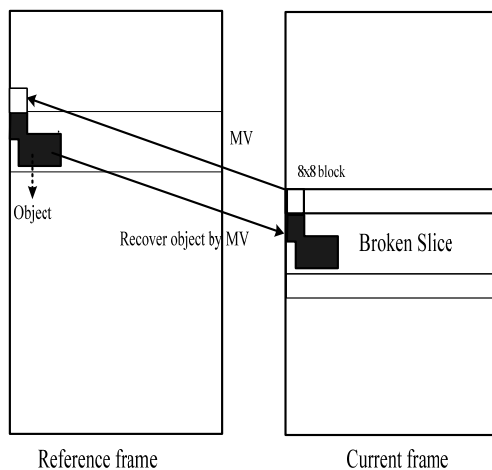 MV
8x8 block
Object
Recover object by MV
Broken Slice
Reference frame
Current frame